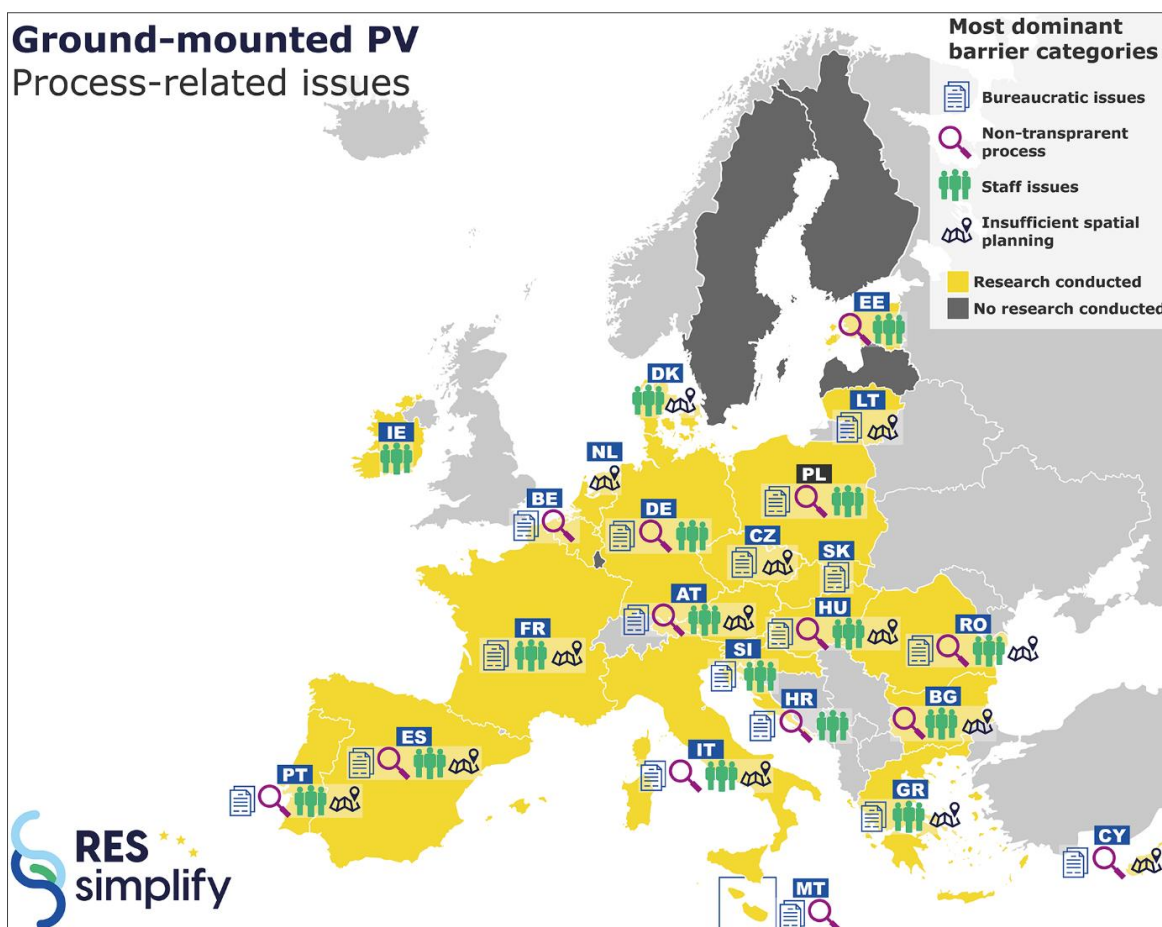 Ground-mounted PV
Process-related issues
Most dominant
barrier categories
Bureaucratic issues
Non-transprarent
process
Staff issues
Insufficient spatial
planning
Research conducted
No research conducted
EE
DK
LT
IE
NL
PL
BE
DE
CZ
SK
AT
HU
FR
RO
SI
HR
BG
ES
IT
PT
GR
CY
MT
RES
simplify